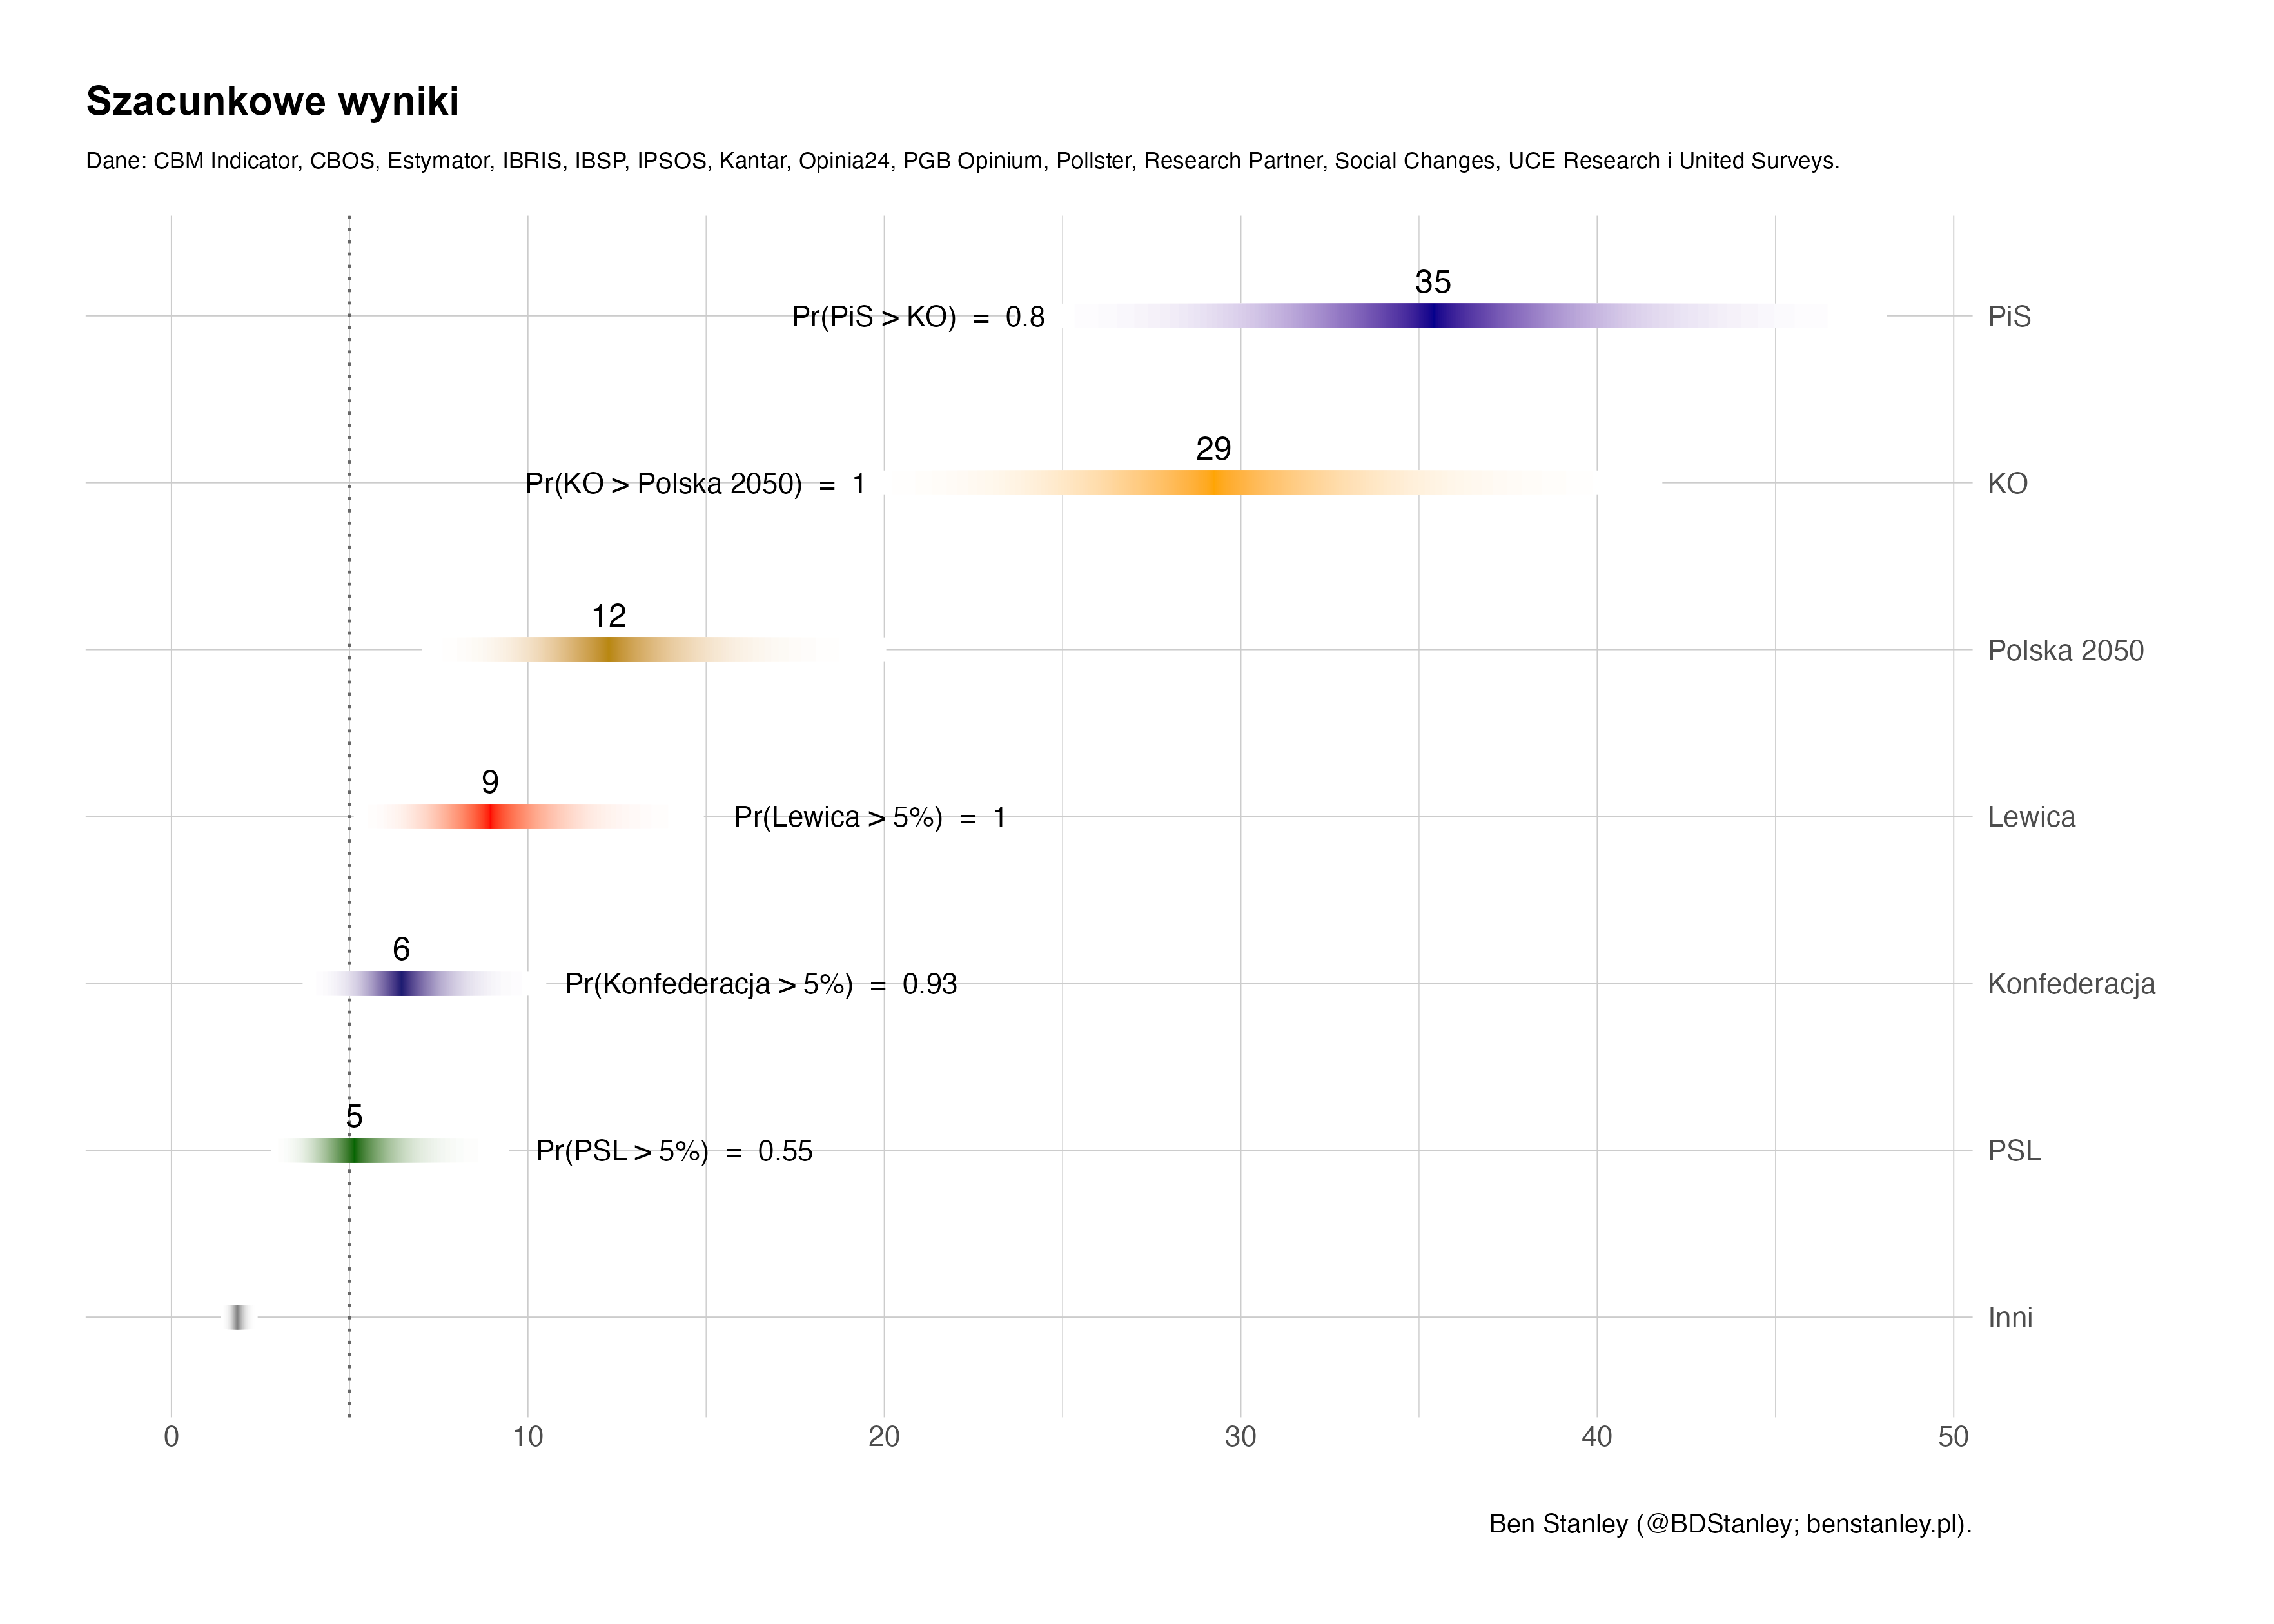 Szacunkowe wyniki
Dane: CBM Indicator, CBOS, Estymator, IBRIS, IBSP, IPSOS, Kantar, Opinia24, PGB Opinium, Pollster, Research Partner, Social Changes, UCE Research i United Surveys.
35
Pr(PiS > KO) = 0.8
PiS
29
Pr(KO > Polska 2050) = 1
KO
12
Polska 2050
9
Pr(Lewica > 5%) = 1
Lewica
6
Pr(Konfederacja > 5%) = 0.93
Konfederacja
5
Pr(PSL > 5%) = 0.55
PSL
Inni
0 10 20 30 40 50
Ben Stanley (@BDStanley; benstanley.pl).